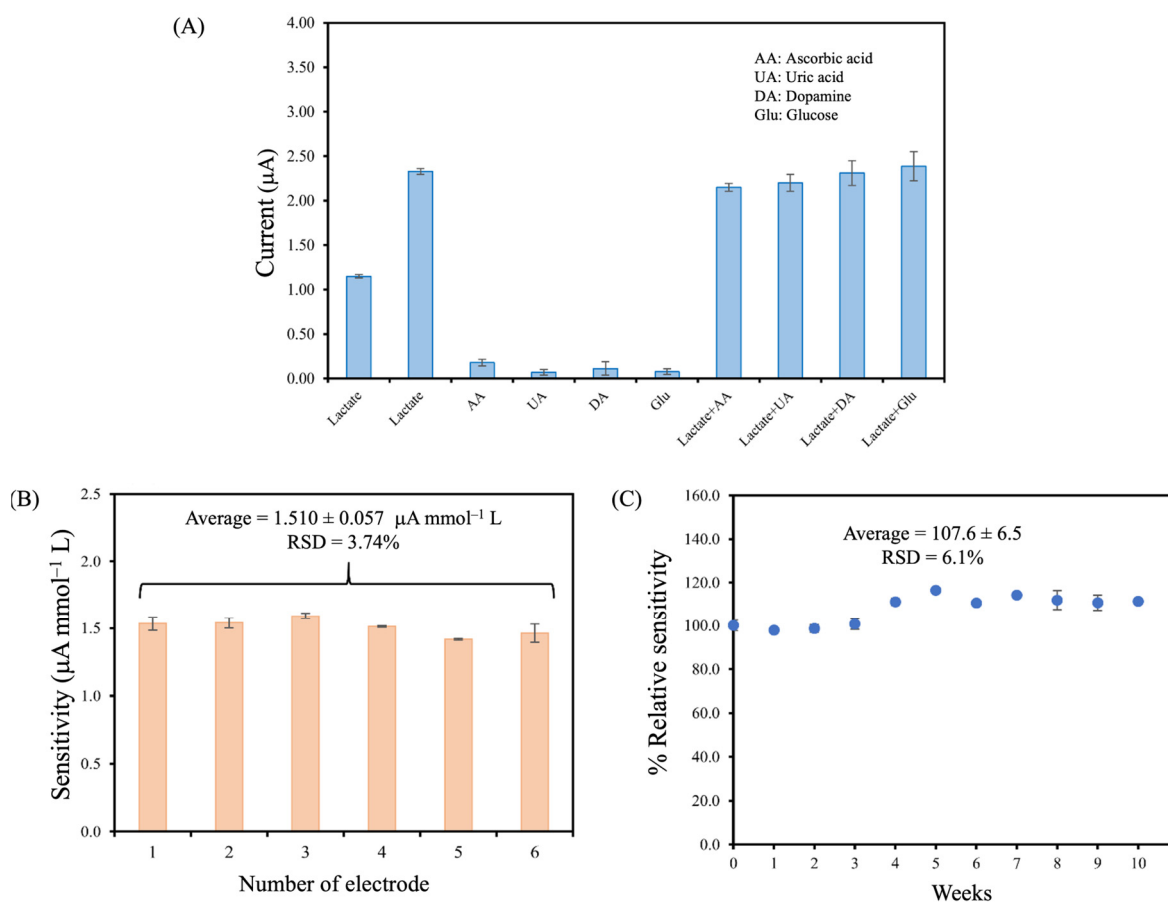 (A)
4.00
3.50
3.00
2.50
2.00
1.50
1.00
0.50
0.00
Current (µA)
AA: Ascorbic acid
UA: Uric acid
DA: Dopamine
Glu: Glucose
Lactate
Lactate
AA
UA
DA
Glu
Lactate+AA
Lactate+UA
Lactate+DA
Lactate+Glu
(B)
2.5
2.0
1.5
1.0
0.5
0.0
Sensitivity (µA mmol⁻¹ L)
Average = 1.510 ± 0.057 µA mmol⁻¹ L
RSD = 3.74%
1 2 3 4 5 6
Number of electrode
(C)
160.0
140.0
120.0
100.0
80.0
60.0
40.0
20.0
0.0
% Relative sensitivity
Average = 107.6 ± 6.5
RSD = 6.1%
0 1 2 3 4 5 6 7 8 9 10
Weeks